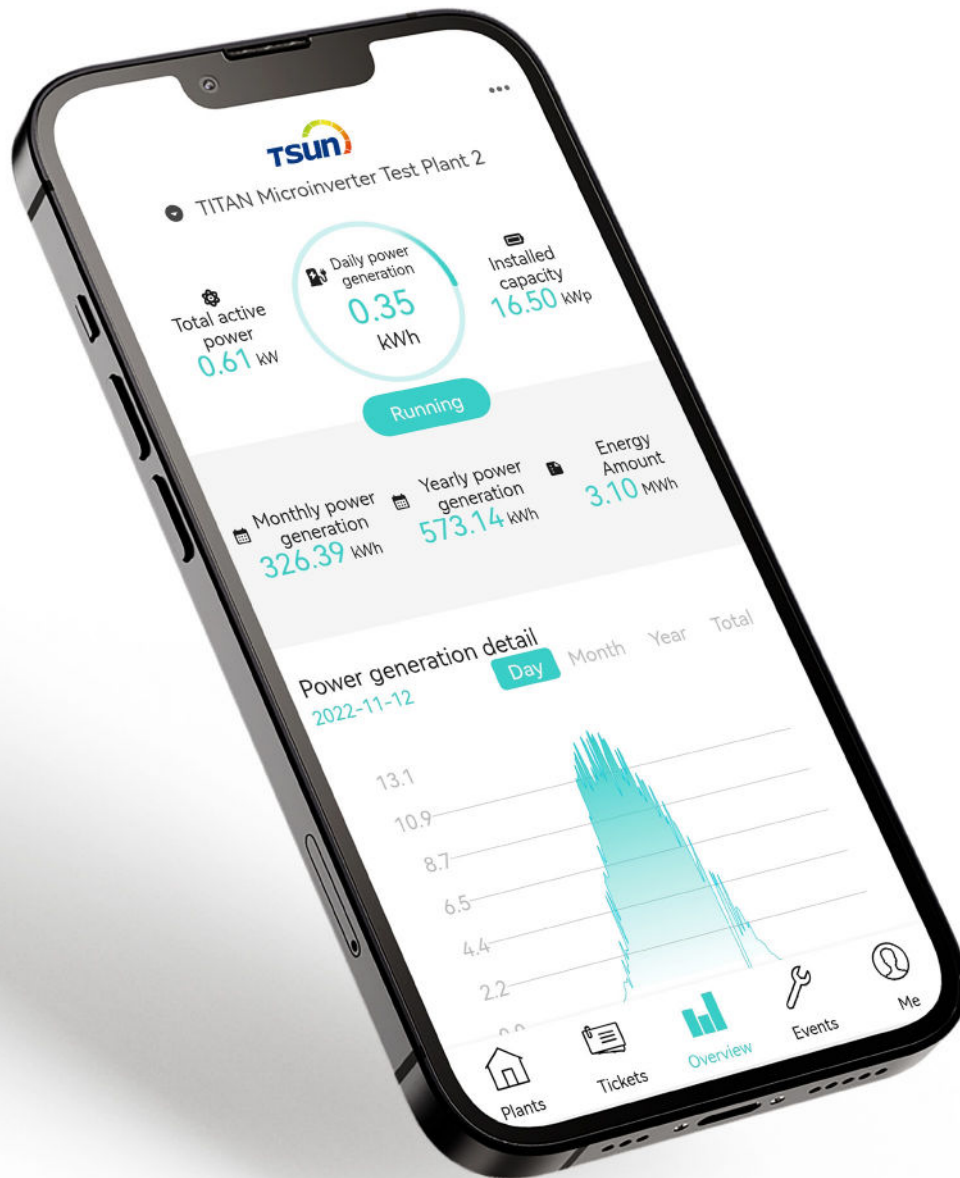 TSUN
TITAN Microinverter Test Plant 2
Total active
power
0.61 kW
Daily power
generation
0.35
kWh
Installed
capacity
16.50 kWp
Running
Monthly power
generation
326.39 kWh
Yearly power
generation
573.14 kWh
Energy
Amount
3.10 MWh
Power generation detail
2022-11-12
Day
Month
Year
Total
13.1
10.9
8.7
6.5
4.4
2.2
0.0
Plants
Tickets
Overview
Events
Me